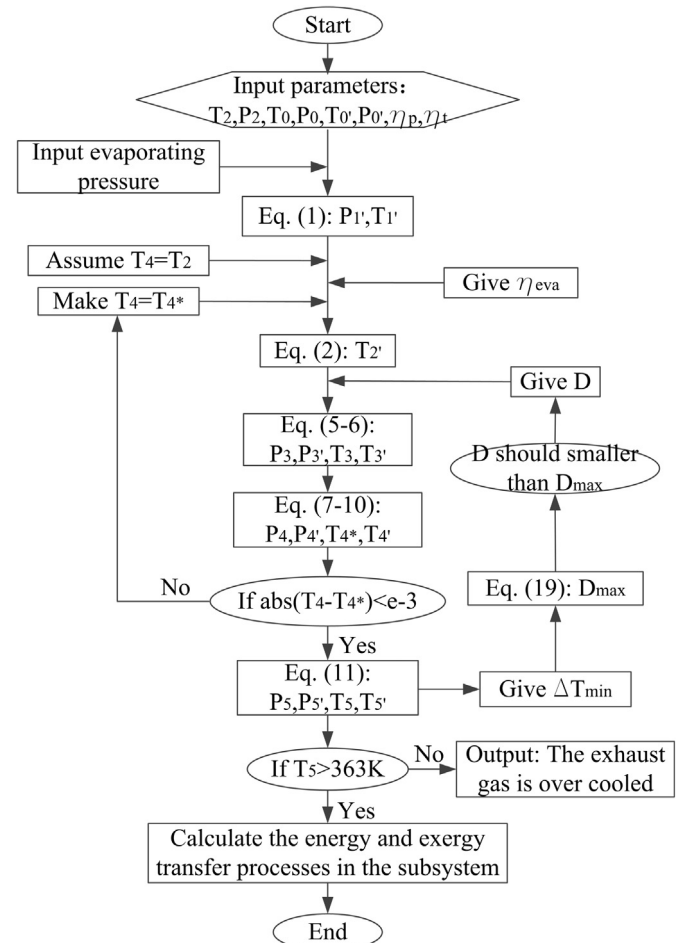 Start
Input parameters：
T2,P2,T0,P0,T0',P0',ηp,ηt
Input evaporating
pressure
Eq. (1): P1',T1'
Assume T4=T2
Give ηeva
Make T4=T4*
Eq. (2): T2'
Give D
Eq. (5-6):
P3,P3',T3,T3'
D should smaller
than Dmax
Eq. (7-10):
P4,P4',T4*,T4'
No
If abs(T4-T4*)<e-3
Eq. (19): Dmax
Yes
Eq. (11):
P5,P5',T5,T5'
Give ΔTmin
If T5>363K
No
Output: The exhaust
gas is over cooled
Yes
Calculate the energy and exergy
transfer processes in the subsystem
End